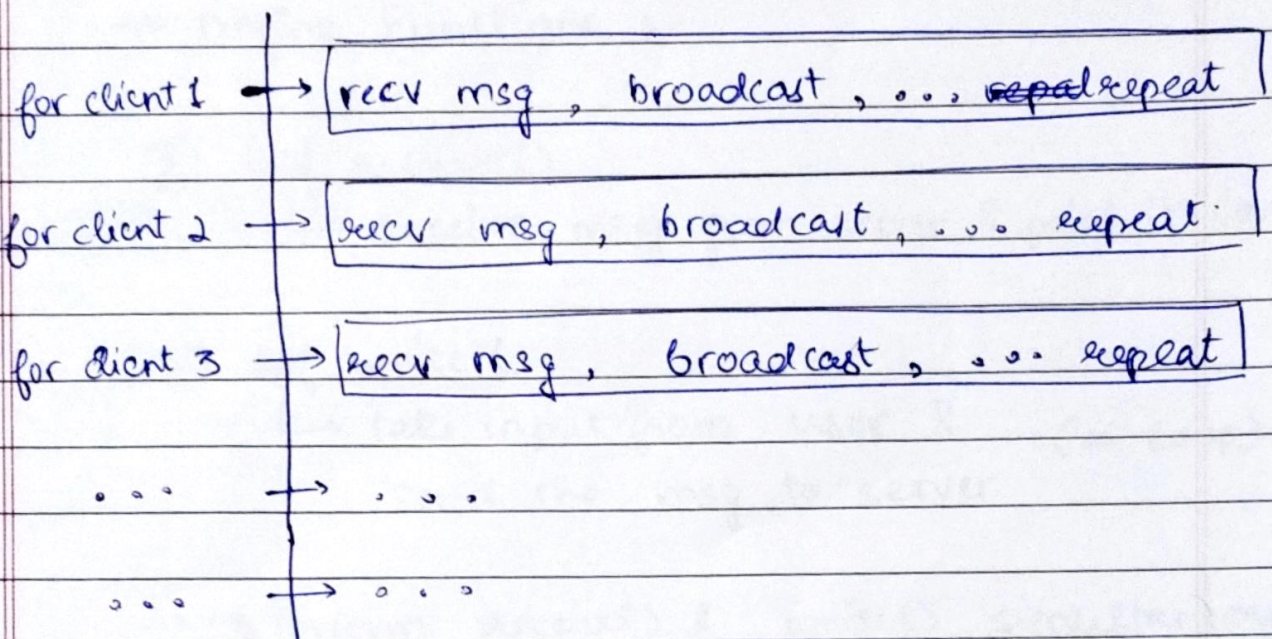 for client 1 → recv msg, broadcast, ... repeat
for client 2 → recv msg, broadcast, ... repeat
for client 3 → recv msg, broadcast, ... repeat
... → ...
... → ...